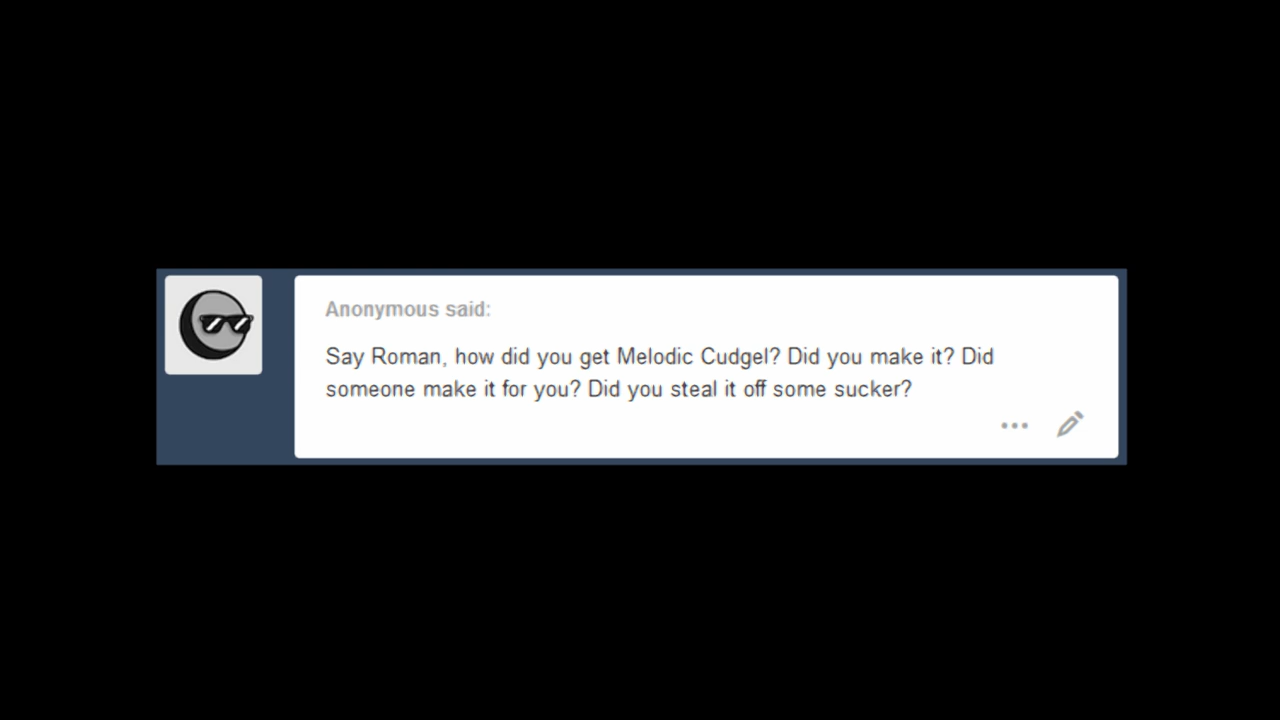 Anonymous said:
Say Roman, how did you get Melodic Cudgel? Did you make it? Did
someone make it for you? Did you steal it off some sucker?